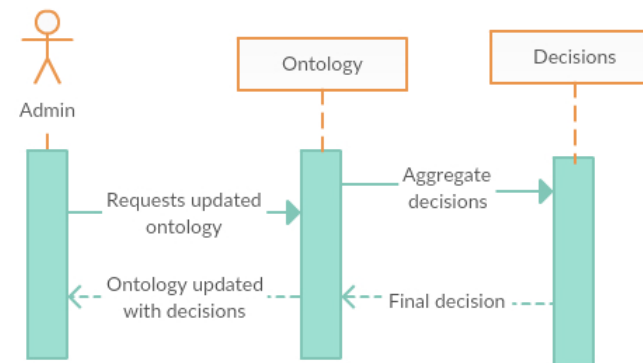 Ontology
Decisions
Admin
Requests updated
ontology
Aggregate
decisions
Ontology updated
with decisions
Final decision